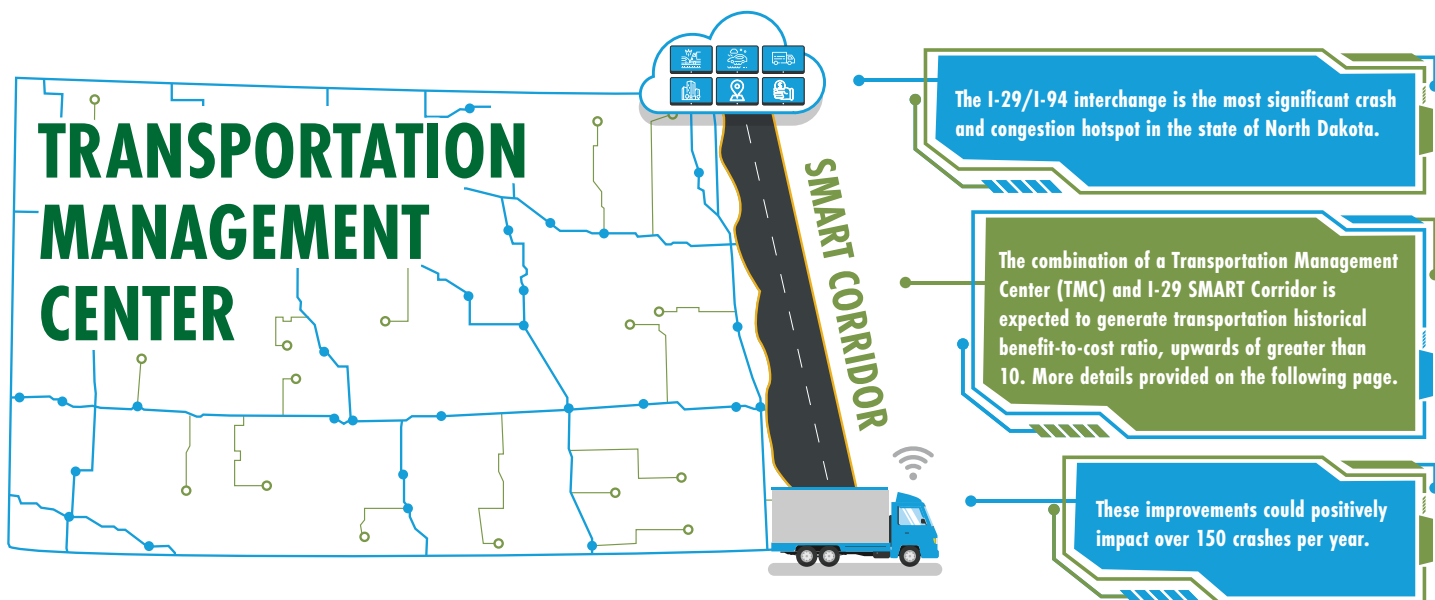 TRANSPORTATION
MANAGEMENT
CENTER
SMART CORRIDOR
The I-29/I-94 interchange is the most significant crash
and congestion hotspot in the state of North Dakota.
The combination of a Transportation Management
Center (TMC) and I-29 SMART Corridor is
expected to generate transportation historical
benefit-to-cost ratio, upwards of greater than
10. More details provided on the following page.
These improvements could positively
impact over 150 crashes per year.